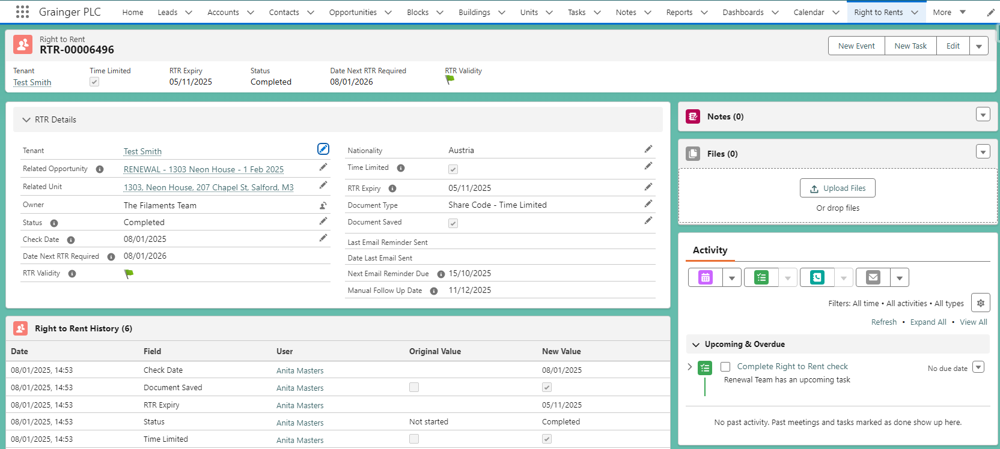 Grainger PLC Home Leads Accounts Contacts Opportunities Blocks Buildings Units Tasks Notes Reports Dashboards Calendar Right to Rents More
Right to Rent
RTR-00006496
New Event New Task Edit
Tenant Time Limited RTR Expiry Status Date Next RTR Required RTR Validity
Test Smith 05/11/2025 Completed 08/01/2026
RTR Details
Tenant Test Smith
Related Opportunity RENEWAL - 1303 Neon House - 1 Feb 2025
Related Unit 1303, Neon House, 207 Chapel St, Salford, M3
Owner The Filaments Team
Status Completed
Check Date 08/01/2025
Date Next RTR Required 08/01/2026
RTR Validity
Nationality Austria
Time Limited
RTR Expiry 05/11/2025
Document Type Share Code - Time Limited
Document Saved
Last Email Reminder Sent
Date Last Email Sent
Next Email Reminder Due 15/10/2025
Manual Follow Up Date 11/12/2025
Right to Rent History (6)
Date Field User Original Value New Value
08/01/2025, 14:53 Check Date Anita Masters 08/01/2025
08/01/2025, 14:53 Document Saved Anita Masters
08/01/2025, 14:53 RTR Expiry Anita Masters 05/11/2025
08/01/2025, 14:53 Status Anita Masters Not started Completed
08/01/2025, 14:53 Time Limited Anita Masters
Notes (0)
Files (0)
Upload Files
Or drop files
Activity
Filters: All time • All activities • All types
Refresh • Expand All • View All
Upcoming & Overdue
Complete Right to Rent check No due date
Renewal Team has an upcoming task
No past activity. Past meetings and tasks marked as done show up here.